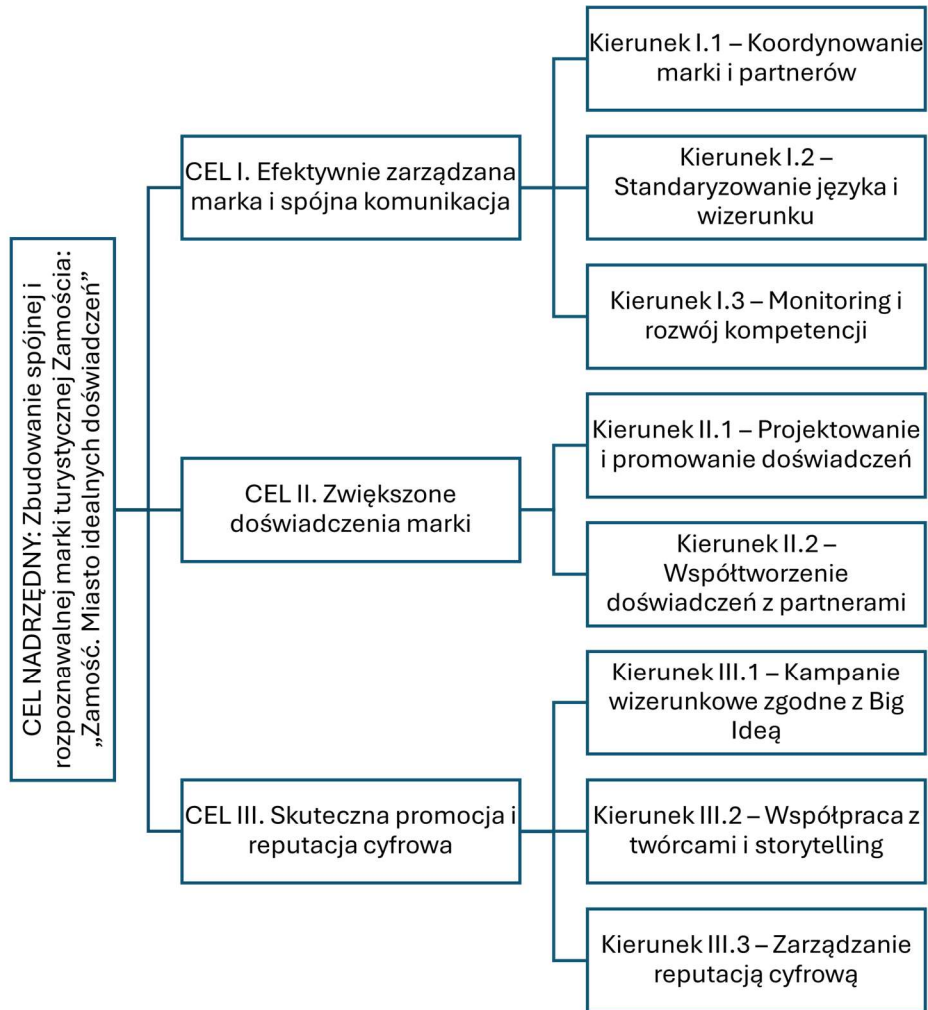 CEL NADRZĘDNY: Zbudowanie spójnej i
rozpoznawalnej marki turystycznej Zamościa:
„Zamość. Miasto idealnych doświadczeń”
CEL I. Efektywnie zarządzana
marka i spójna komunikacja
Kierunek I.1 – Koordynowanie
marki i partnerów
Kierunek I.2 –
Standaryzowanie języka i
wizerunku
Kierunek I.3 – Monitoring i
rozwój kompetencji
CEL II. Zwiększone
doświadczenia marki
Kierunek II.1 – Projektowanie
i promowanie doświadczeń
Kierunek II.2 –
Współtworzenie
doświadczeń z partnerami
CEL III. Skuteczna promocja i
reputacja cyfrowa
Kierunek III.1 – Kampanie
wizerunkowe zgodne z Big
Ideą
Kierunek III.2 – Współpraca z
twórcami i storytelling
Kierunek III.3 – Zarządzanie
reputacją cyfrową